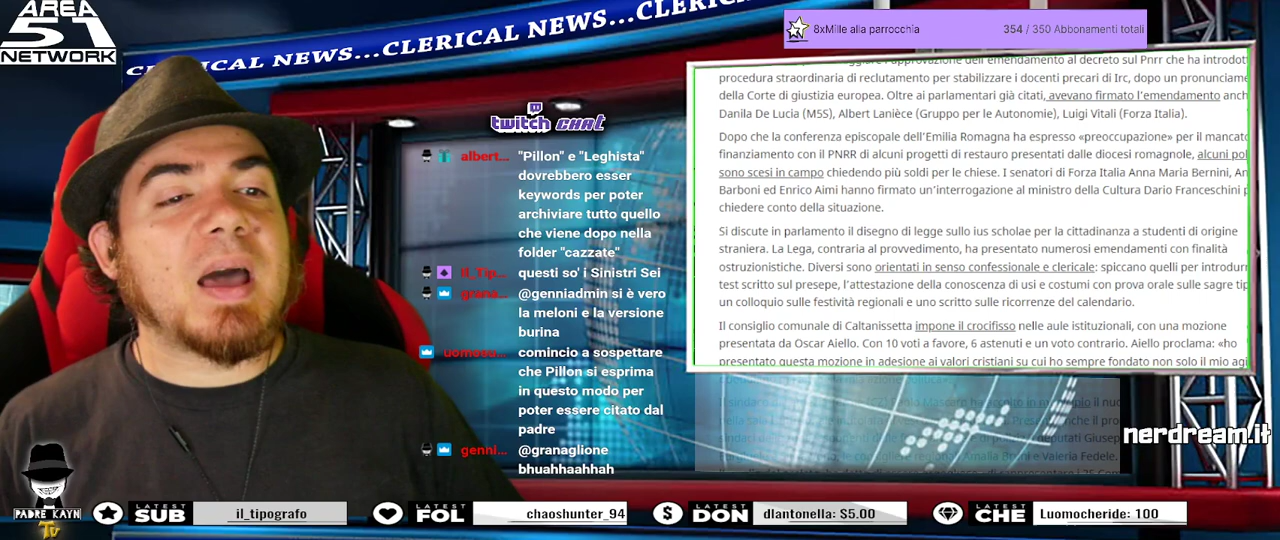 AREA
51
NETWORK
CLERICAL NEWS...CLERICAL NEWS...CLERIC
8xMille alla parrocchia
354 / 350 Abbonamenti totali
twitch CHAT
albert... "Pillon" e "Leghista"
dovrebbero esser
keywords per poter
archiviare tutto quello
che viene dopo nella
folder "cazzate"
Il_Tip... questi so' i Sinistri Sei
grana... @genniadmin si è vero
la meloni e la versione
burina
uomosu... comincio a sospettare
che Pillon si esprima
in questo modo per
poter essere citato dal
padre
genni... @granaglione
bhuahhaahhah
l'approvazione dell'emendamento al decreto sul Pnrr che ha introdot
procedura straordinaria di reclutamento per stabilizzare i docenti precari di Irc, dopo un pronunciame
della Corte di giustizia europea. Oltre ai parlamentari già citati, avevano firmato l'emendamento anch
Danila De Lucia (M5S), Albert Lanièce (Gruppo per le Autonomie), Luigi Vitali (Forza Italia).
Dopo che la conferenza episcopale dell'Emilia Romagna ha espresso «preoccupazione» per il mancato
finanziamento con il PNRR di alcuni progetti di restauro presentati dalle diocesi romagnole, alcuni pol
sono scesi in campo chiedendo più soldi per le chiese. I senatori di Forza Italia Anna Maria Bernini, An
Barboni ed Enrico Aimi hanno firmato un'interrogazione al ministro della Cultura Dario Franceschini p
chiedere conto della situazione.
Si discute in parlamento il disegno di legge sullo ius scholae per la cittadinanza a studenti di origine
straniera. La Lega, contraria al provvedimento, ha presentato numerosi emendamenti con finalità
ostruzionistiche. Diversi sono orientati in senso confessionale e clericale: spiccano quelli per introdurr
test scritto sul presepe, l'attestazione della conoscenza di usi e costumi con prova orale sulle sagre tip
un colloquio sulle festività regionali e uno scritto sulle ricorrenze del calendario.
Il consiglio comunale di Caltanissetta impone il crocifisso nelle aule istituzionali, con una mozione
presentata da Oscar Aiello. Con 10 voti a favore, 6 astenuti e un voto contrario. Aiello proclama: «ho
presentato questa mozione in adesione ai valori cristiani su cui ho sempre fondato non solo il mio agi
nerdream.it
PADRE KAYN
Tv
LATEST SUB il_tipografo
LATEST FOL chaoshunter_94
LATEST DON dlantonella: $5.00
LATEST CHE Luomocheride: 100